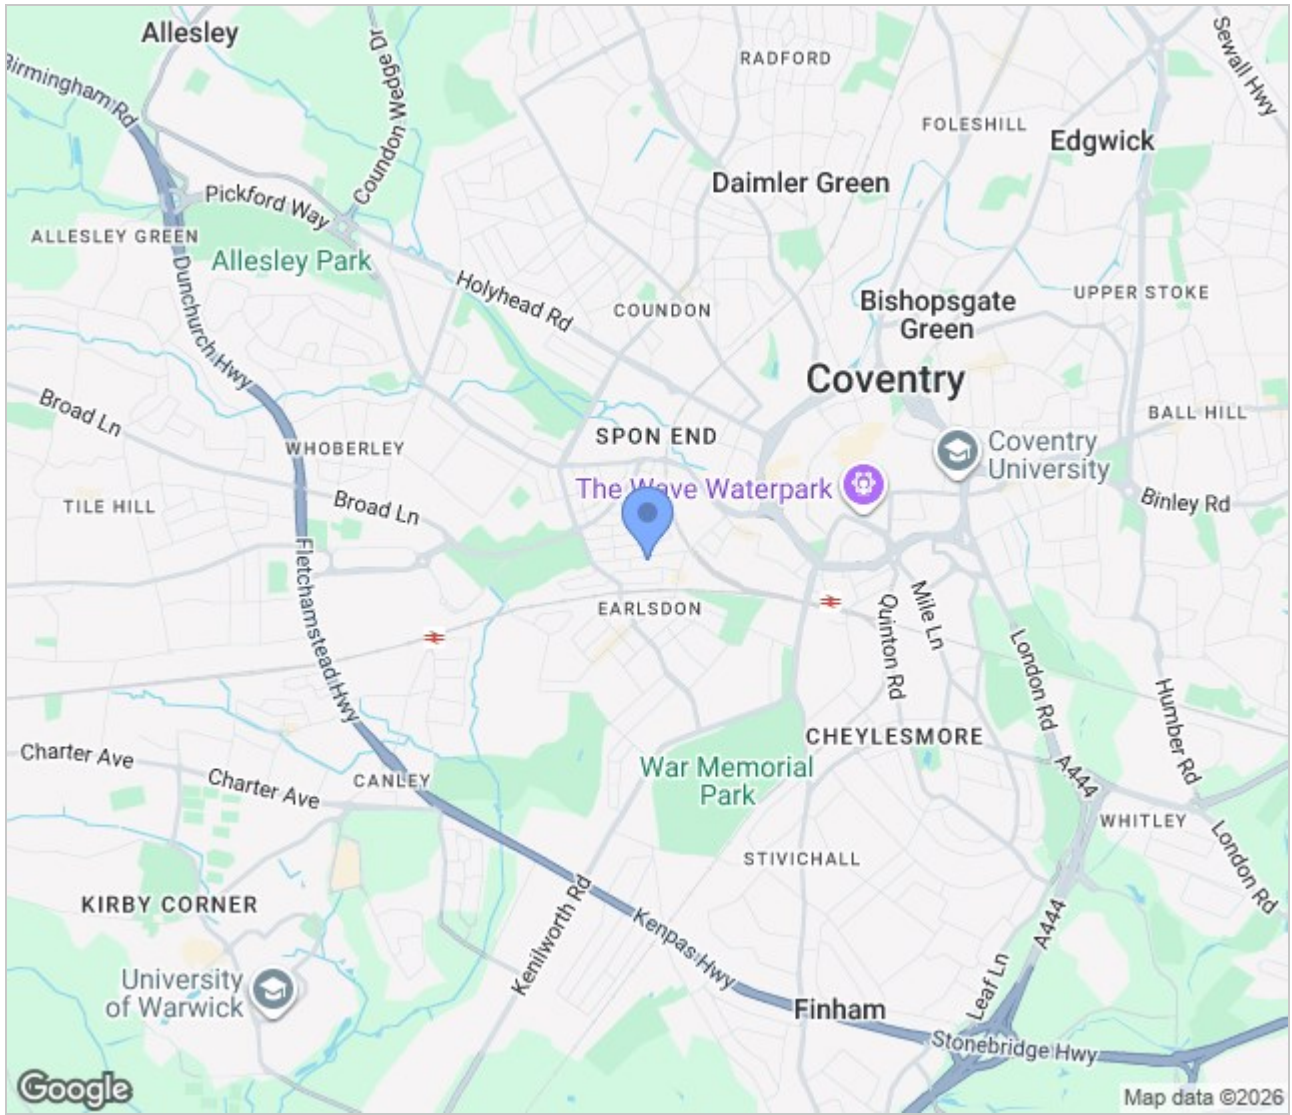 Allesley
Birmingham Rd
Coundon Wedge Dr
RADFORD
Sewall Hwy
FOLESHILL
Edgwick
Daimler Green
Pickford Way
ALLESLEY GREEN
Allesley Park
Dunchurch Hwy
Holyhead Rd
COUNDON
Bishopsgate
Green
UPPER STOKE
Coventry
Broad Ln
WHOBERLEY
SPON END
BALL HILL
Coventry
University
The Wave Waterpark
TILE HILL
Broad Ln
Binley Rd
Fletchamstead Hwy
EARLSDON
Quinton Rd
Mile Ln
London Rd
Humber Rd
CHEYLESMORE
Charter Ave
Charter Ave
CANLEY
War Memorial
Park
A444
WHITLEY
London Rd
STIVICHALL
KIRBY CORNER
Kenilworth Rd
Kenpas Hwy
A444
Leaf Ln
University
of Warwick
Finham
Stonebridge Hwy
Google
Map data ©2026